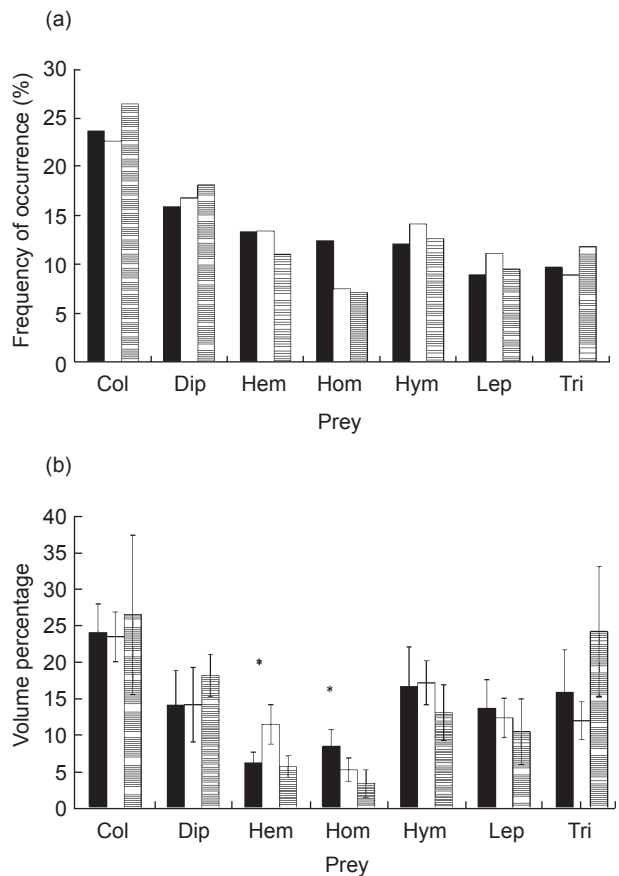 (a)
Frequency of occurrence (%)
30
25
20
15
10
5
0
Col Dip Hem Hom Hym Lep Tri
Prey
(b)
Volume percentage
40
35
30
25
20
15
10
5
0
*
*
Col Dip Hem Hom Hym Lep Tri
Prey